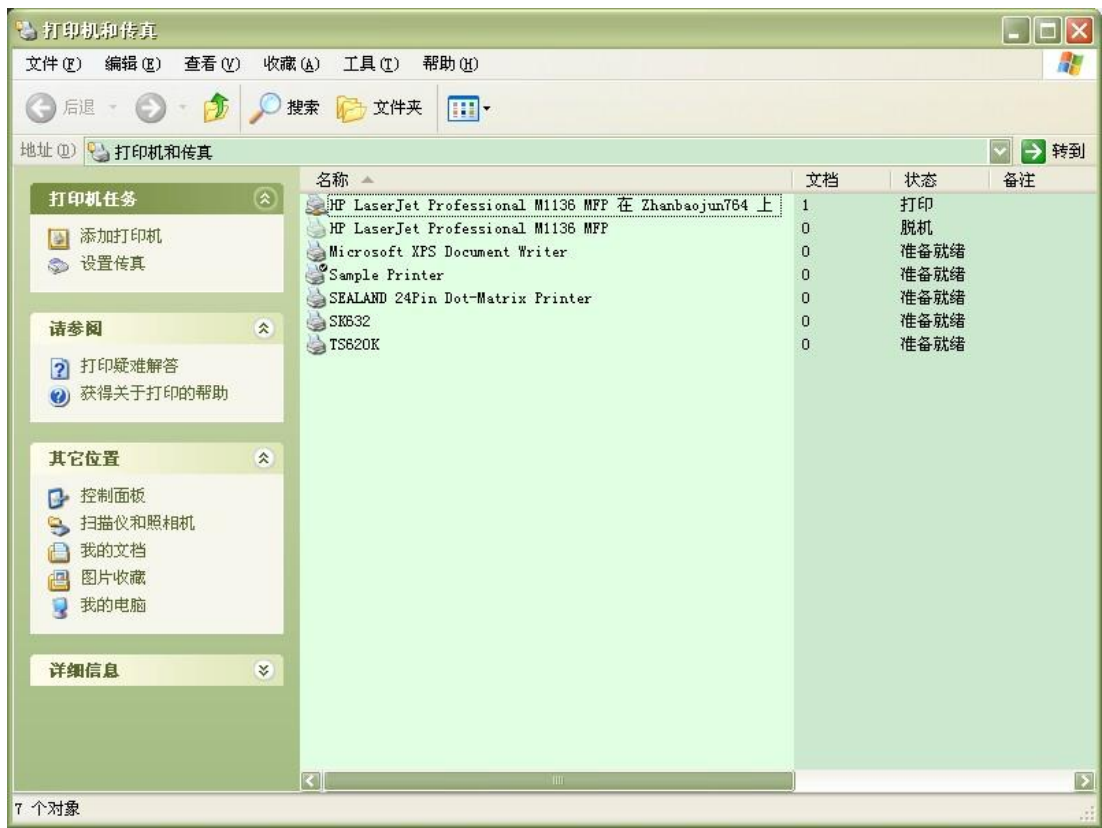 打印机和传真
文件(F) 编辑(E) 查看(V) 收藏(A) 工具(T) 帮助(H)
后退 搜索 文件夹
地址(D) 打印机和传真 转到
打印机任务
添加打印机
设置传真
请参阅
打印疑难解答
获得关于打印的帮助
其它位置
控制面板
扫描仪和照相机
我的文档
图片收藏
我的电脑
详细信息
名称 文档 状态 备注
HP LaserJet Professional M1136 MFP 在 Zhanbaojun764 上 1 打印
HP LaserJet Professional M1136 MFP 0 脱机
Microsoft XPS Document Writer 0 准备就绪
Sample Printer 0 准备就绪
SEALAND 24Pin Dot-Matrix Printer 0 准备就绪
SK632 0 准备就绪
TS620K 0 准备就绪
7 个对象